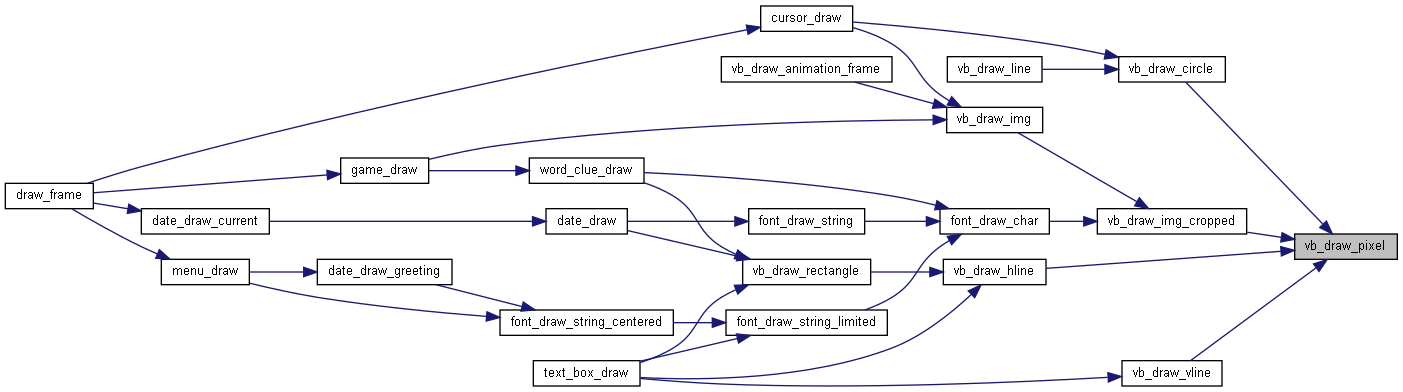 cursor_draw
vb_draw_animation_frame
vb_draw_line
vb_draw_circle
vb_draw_img
game_draw
word_clue_draw
draw_frame
date_draw_current
date_draw
font_draw_string
font_draw_char
vb_draw_img_cropped
vb_draw_pixel
menu_draw
date_draw_greeting
vb_draw_rectangle
vb_draw_hline
font_draw_string_centered
font_draw_string_limited
text_box_draw
vb_draw_vline